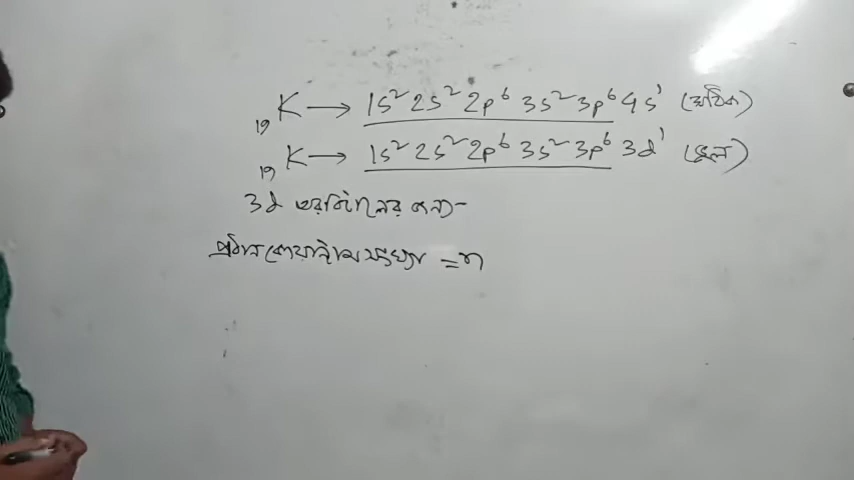 ₁₉K → 1s² 2s² 2p⁶ 3s² 3p⁶ 4s¹ (সঠিক)
₁₉K → 1s² 2s² 2p⁶ 3s² 3p⁶ 3d¹ (ভুল)
3d অরবিটালের জন্য-
প্রধান কোয়ান্টাম সংখ্যা = n